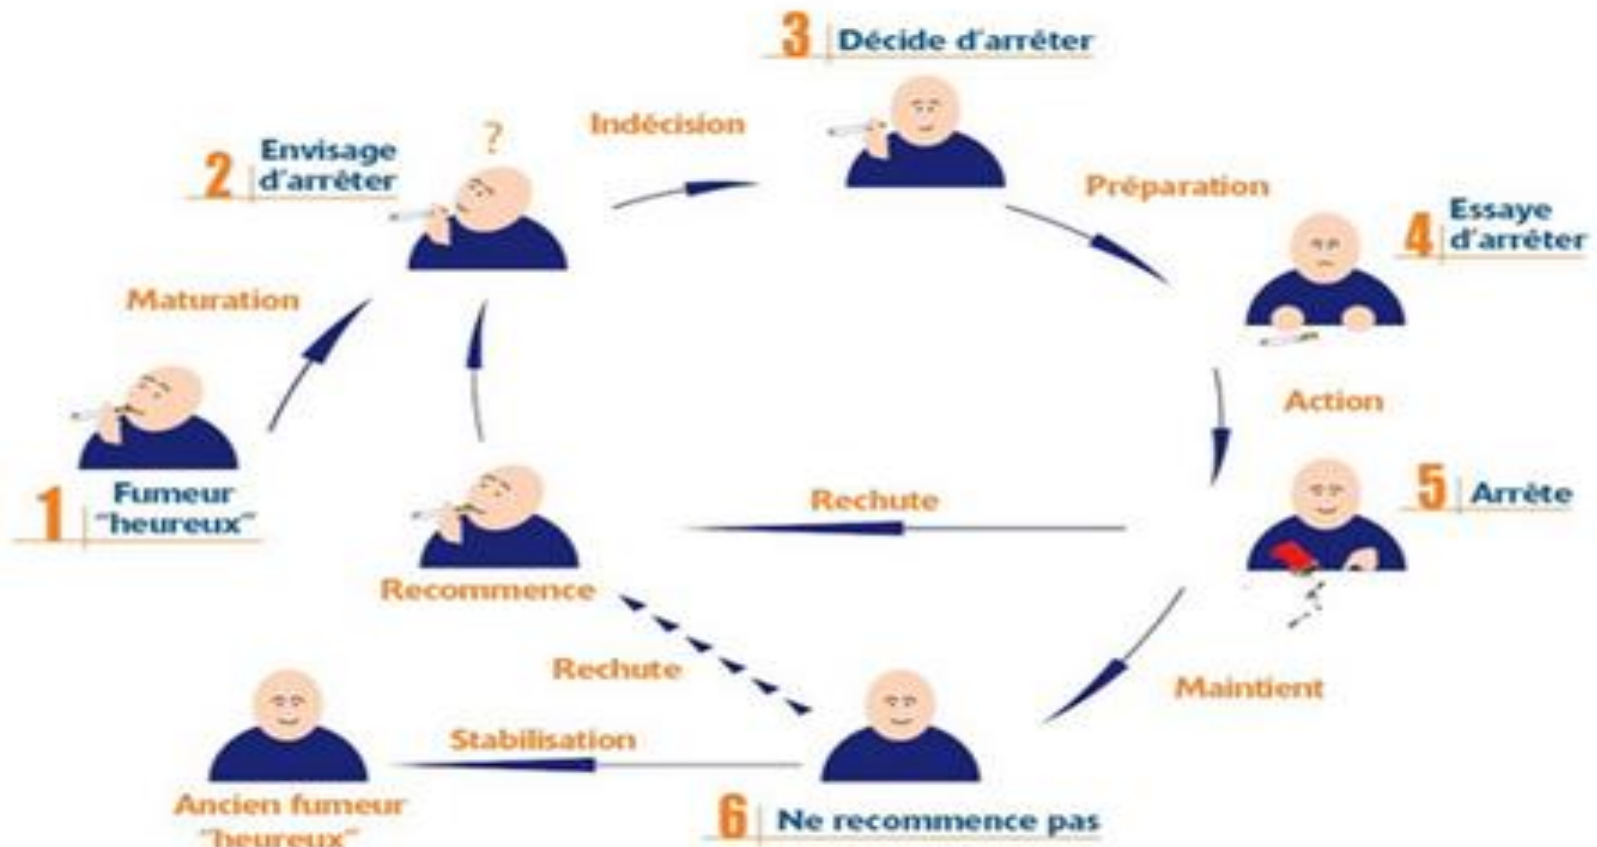 3 Décide d'arrêter
Indécision
?
2 Envisage
d'arrêter
Préparation
4 Essaye
d'arrêter
Maturation
Action
1 Fumeur
"heureux"
5 Arrête
Rechute
Recommence
Rechute
Maintient
Stabilisation
Ancien fumeur
"heureux"
6 Ne recommence pas